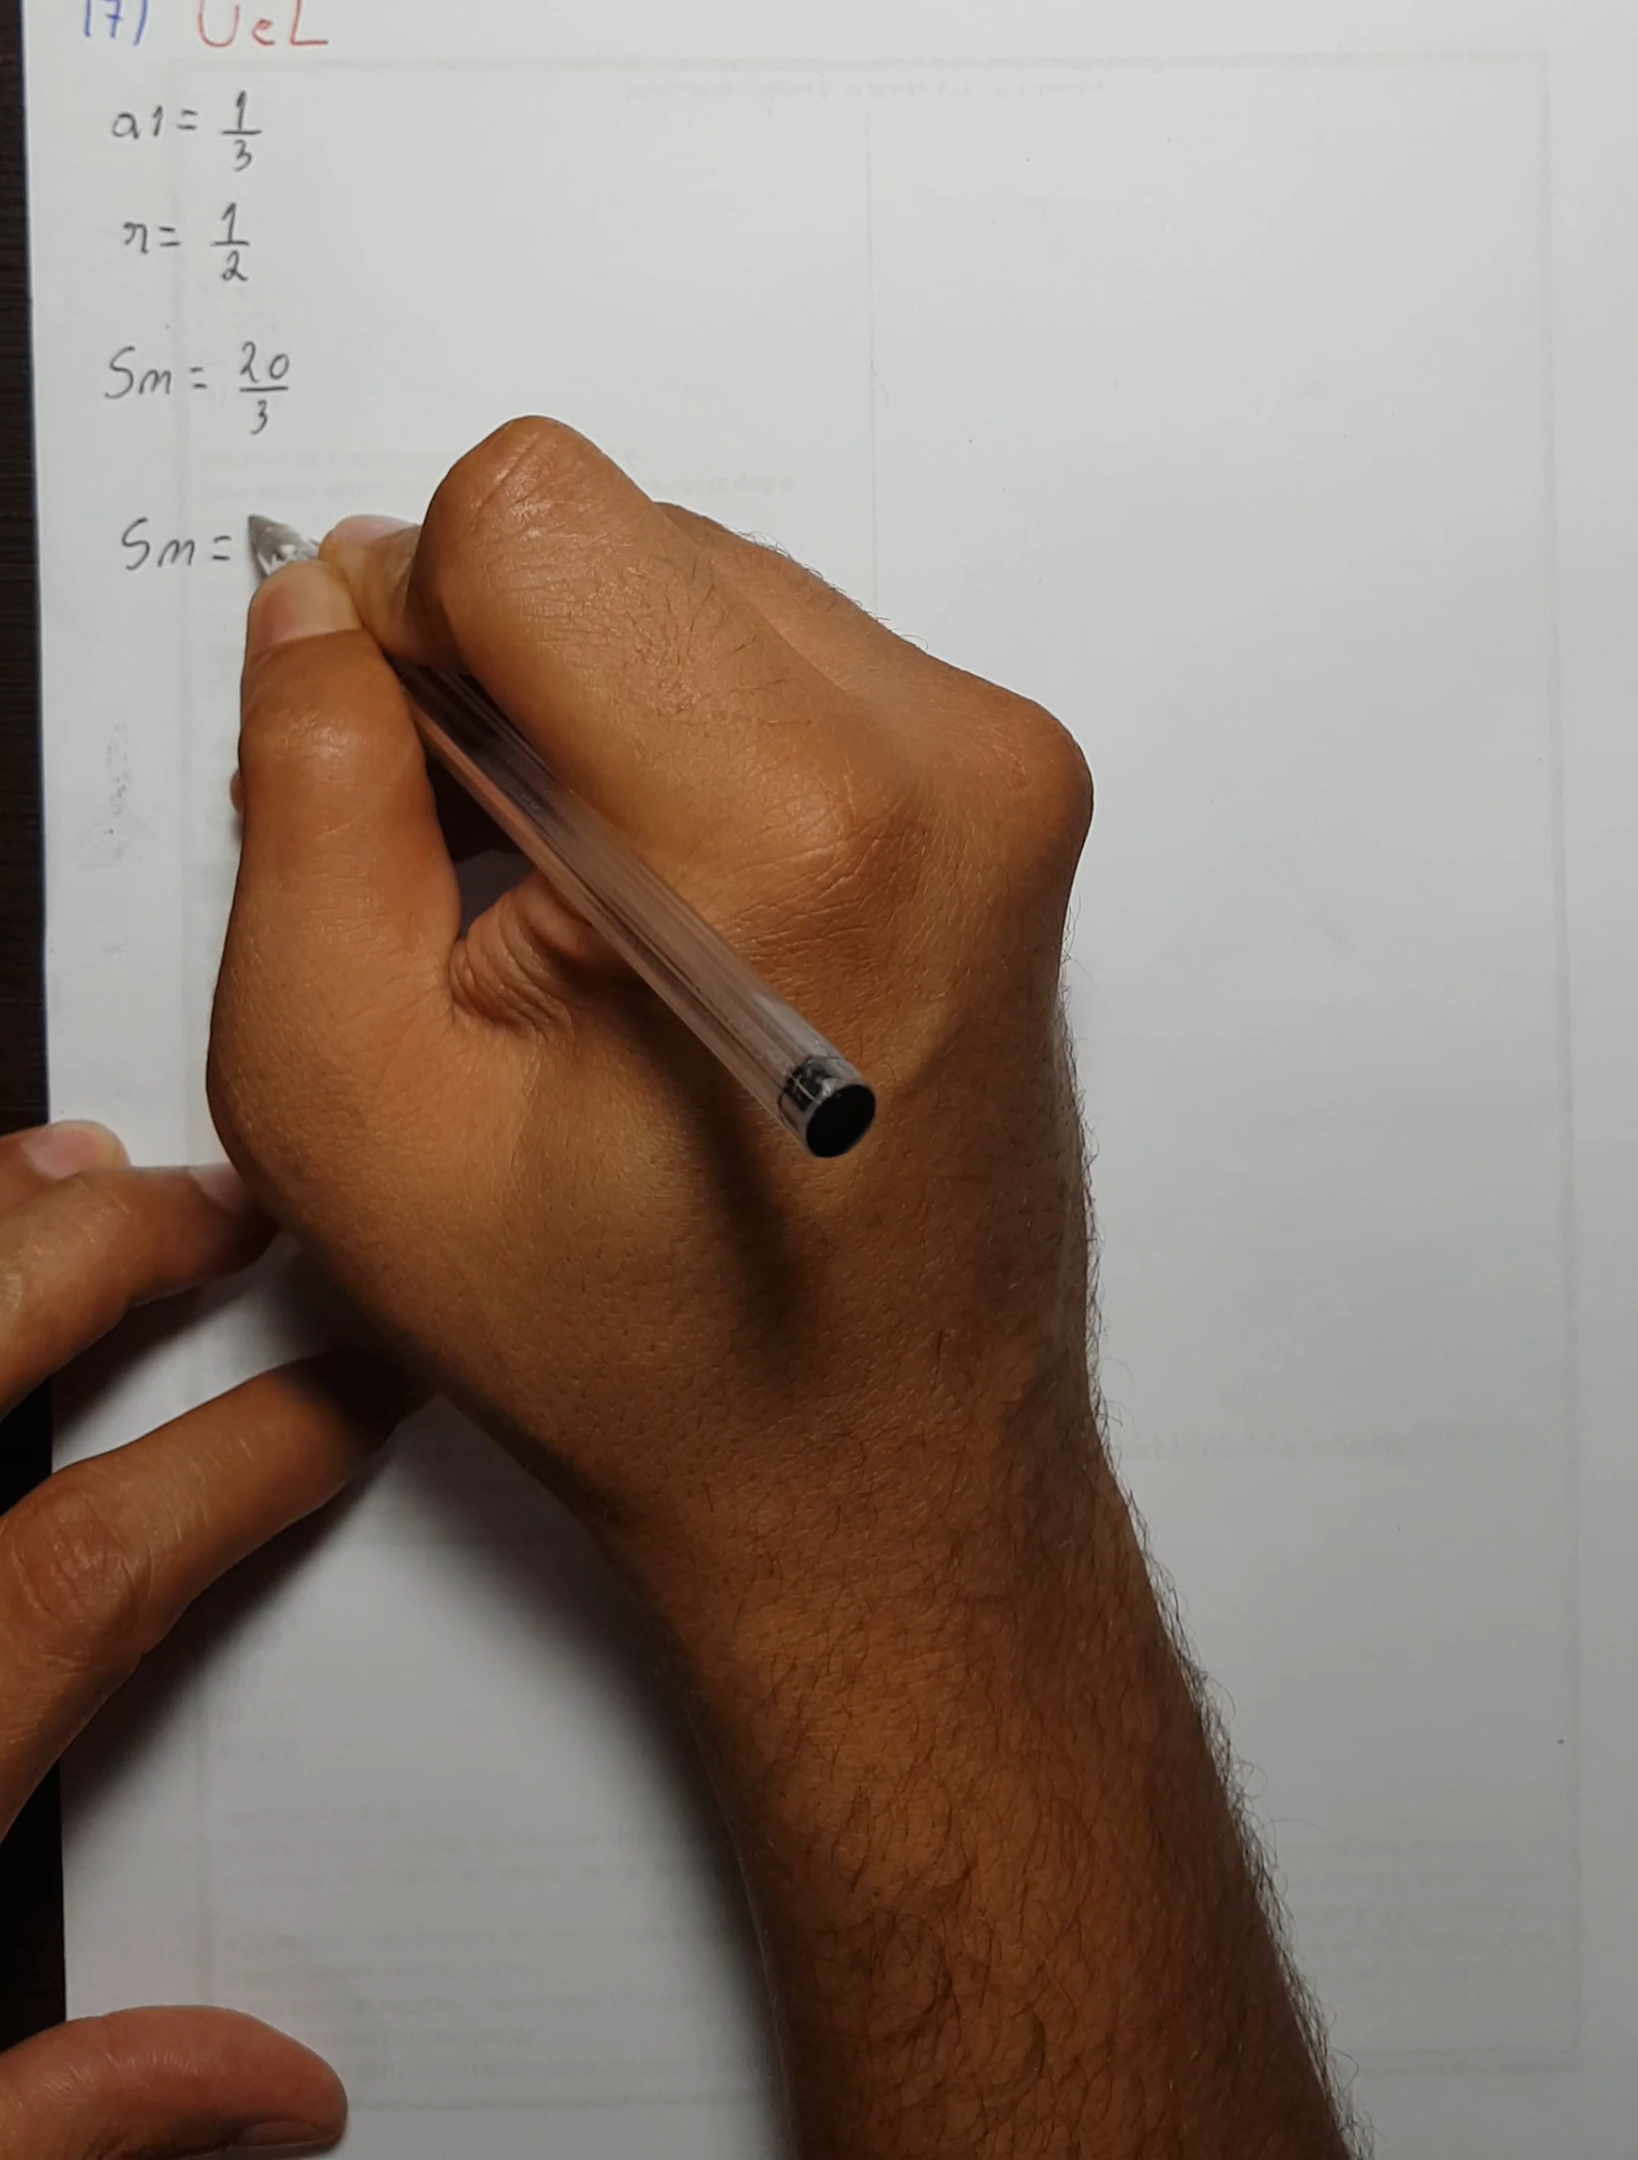 17) UeL
a1 = 1/3
r = 1/2
Sn = 20/3
Sn =